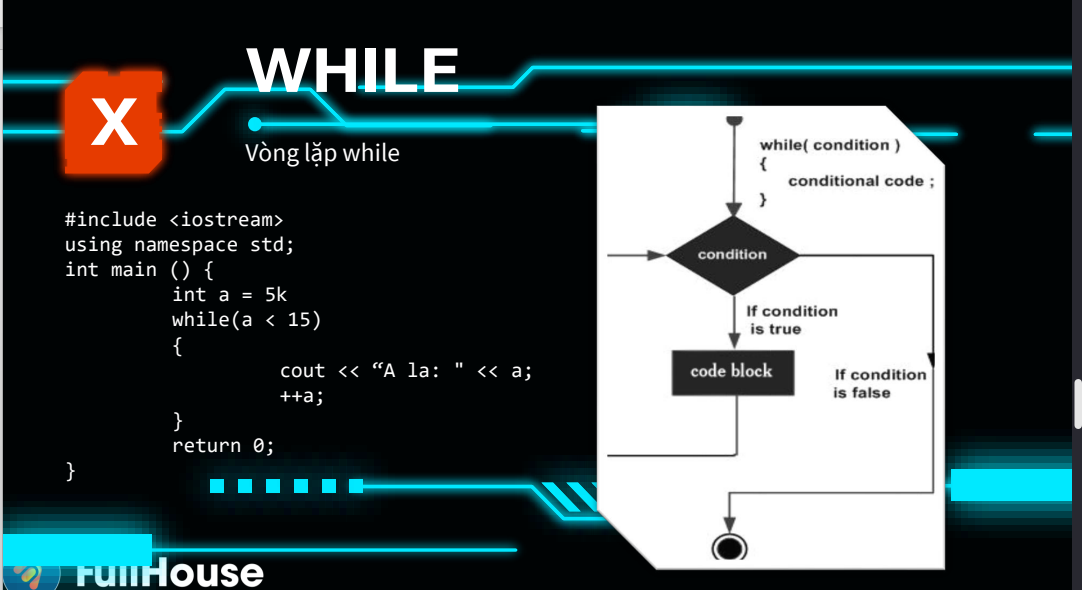 WHILE
X
Vòng lặp while
#include <iostream>
using namespace std;
int main () {
int a = 5k
while(a < 15)
{
cout << “A la: " << a;
++a;
}
return 0;
}
while( condition )
{
conditional code ;
}
condition
If condition
is true
code block
If condition
is false
FullHouse